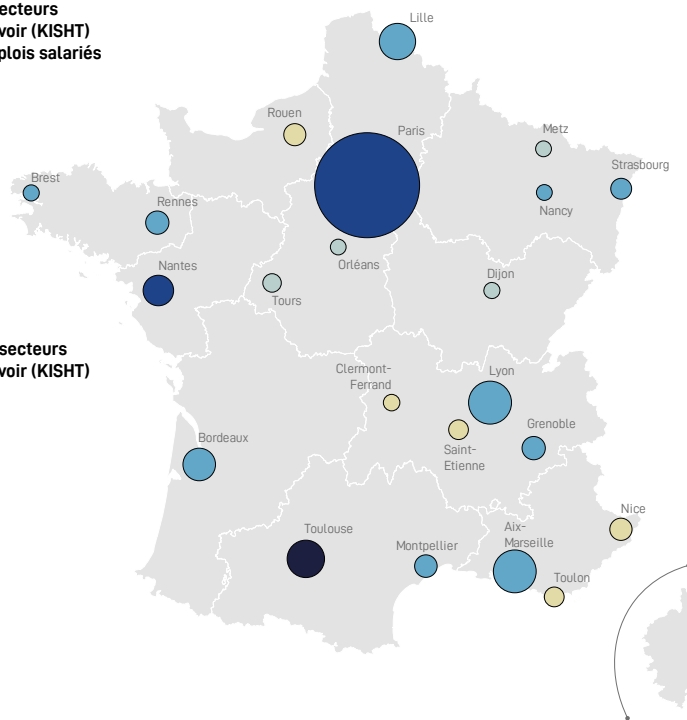 ecteurs
voir (KISHT)
plois salariés
Lille
Rouen
Paris
Metz
Strasbourg
Brest
Rennes
Nancy
Nantes
Orléans
Dijon
Tours
secteurs
voir (KISHT)
Clermont-
Ferrand
Lyon
Grenoble
Saint-
Etienne
Bordeaux
Nice
Toulouse
Aix-
Marseille
Montpellier
Toulon